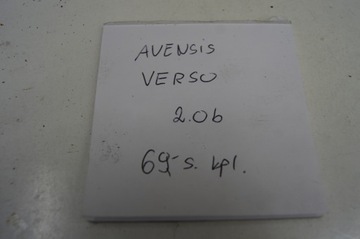 AVENSIS
VERSO
2.0b
69,- s. kpl.